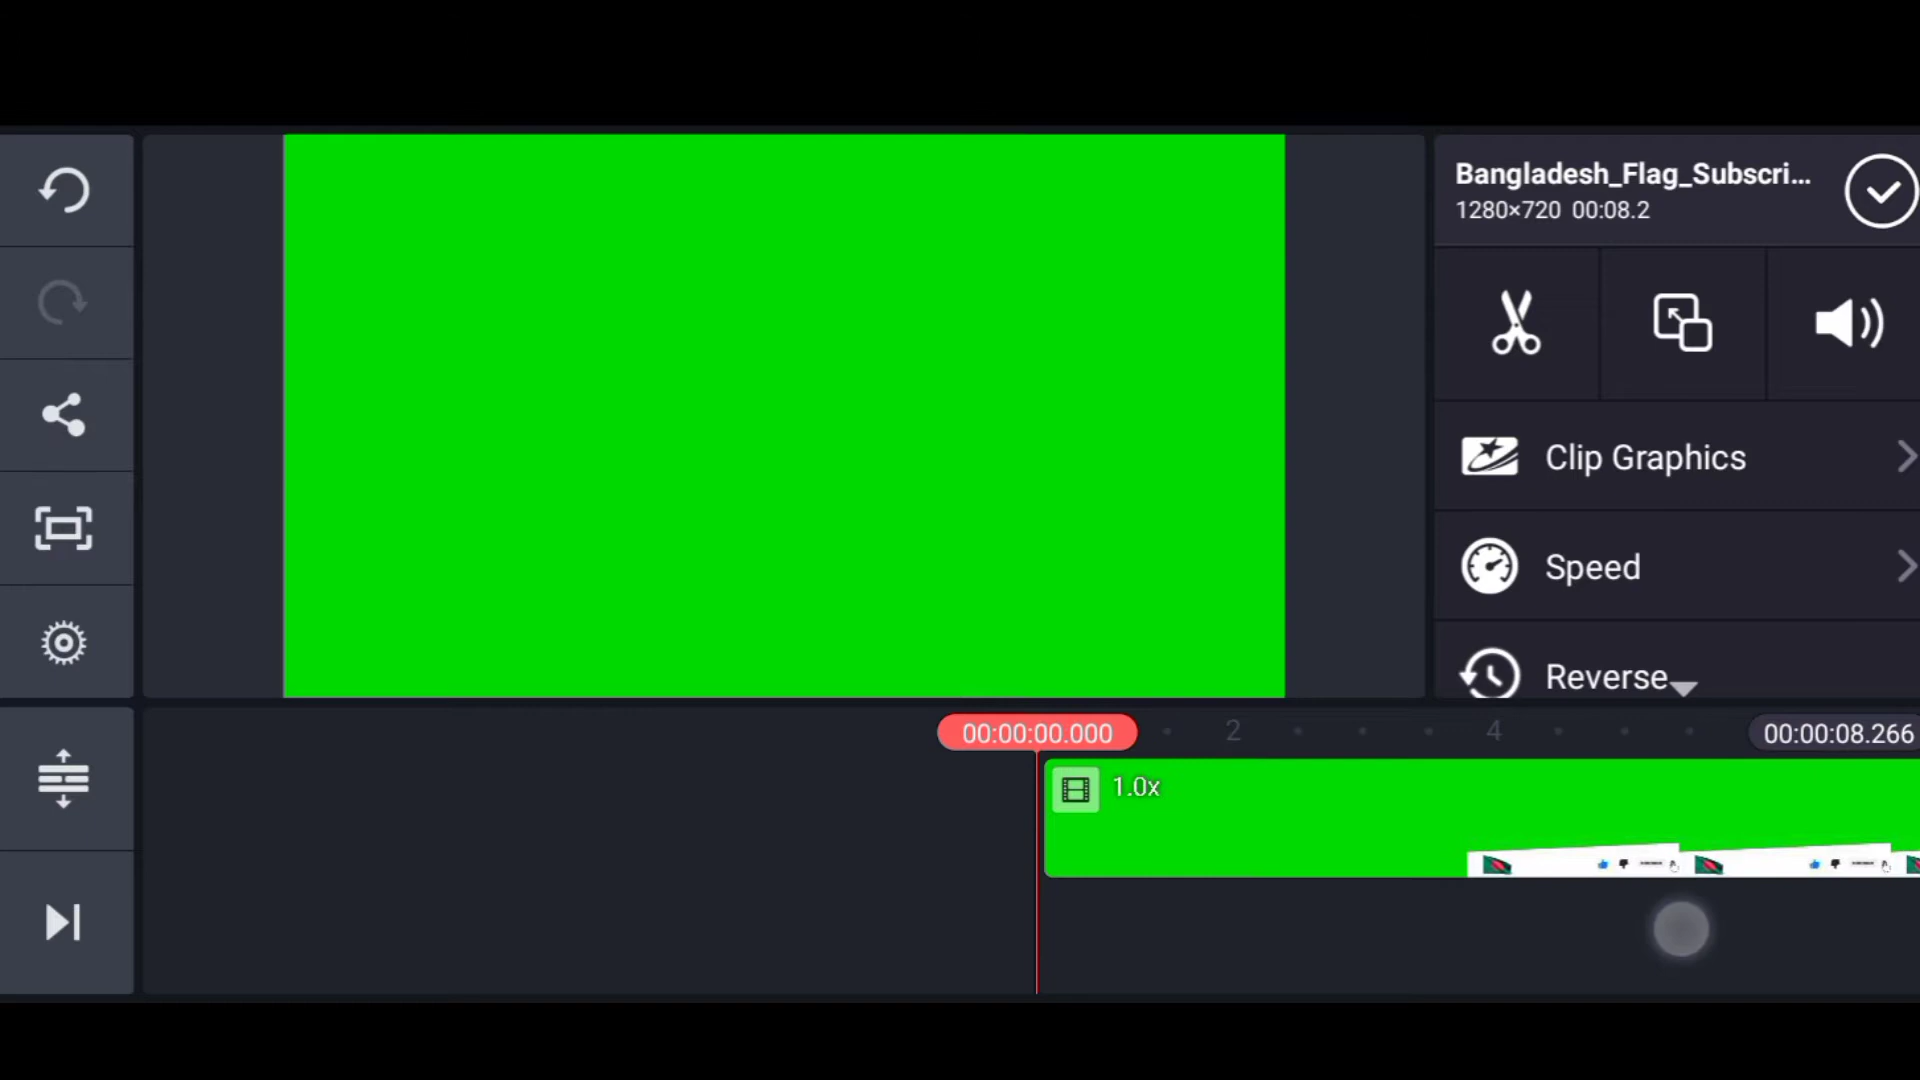 Bangladesh_Flag_Subscri...
1280×720 00:08.2
Clip Graphics
Speed
Reverse
00:00:00.000
2
4
00:00:08.266
1.0x